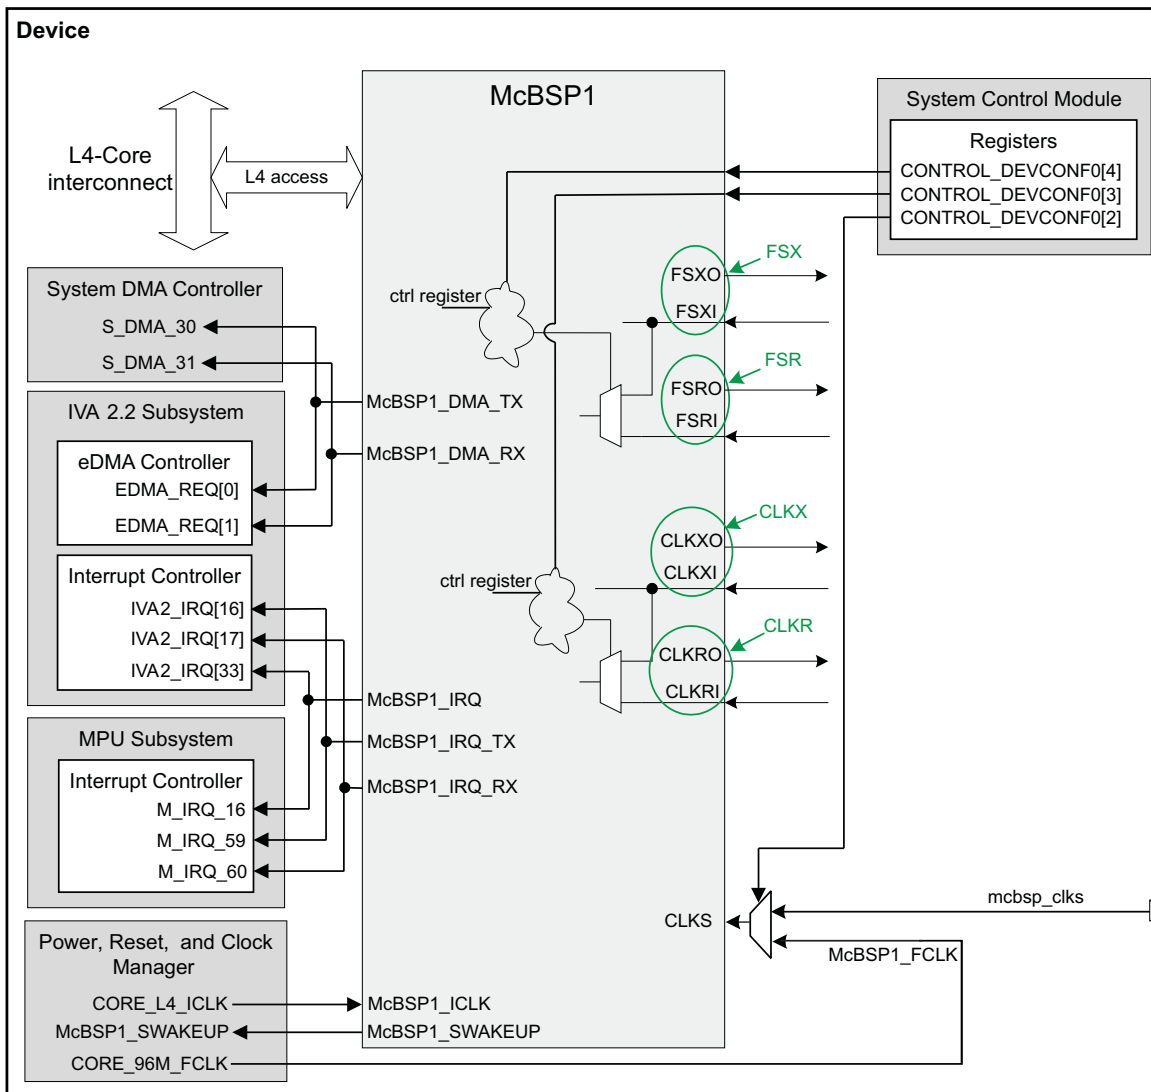 Device
McBSP1
System Control Module
Registers
CONTROL_DEVCONF0[4]
CONTROL_DEVCONF0[3]
CONTROL_DEVCONF0[2]
L4-Core
interconnect
L4 access
System DMA Controller
S_DMA_30
S_DMA_31
IVA 2.2 Subsystem
eDMA Controller
EDMA_REQ[0]
EDMA_REQ[1]
Interrupt Controller
IVA2_IRQ[16]
IVA2_IRQ[17]
IVA2_IRQ[33]
MPU Subsystem
Interrupt Controller
M_IRQ_16
M_IRQ_59
M_IRQ_60
Power, Reset, and Clock
Manager
CORE_L4_ICLK
McBSP1_SWAKEUP
CORE_96M_FCLK
ctrl register
McBSP1_DMA_TX
McBSP1_DMA_RX
ctrl register
McBSP1_IRQ
McBSP1_IRQ_TX
McBSP1_IRQ_RX
McBSP1_ICLK
McBSP1_SWAKEUP
FSX
FSXO
FSXI
FSR
FSRO
FSRI
CLKX
CLKXO
CLKXI
CLKR
CLKRO
CLKRI
CLKS
mcbsp_clks
McBSP1_FCLK